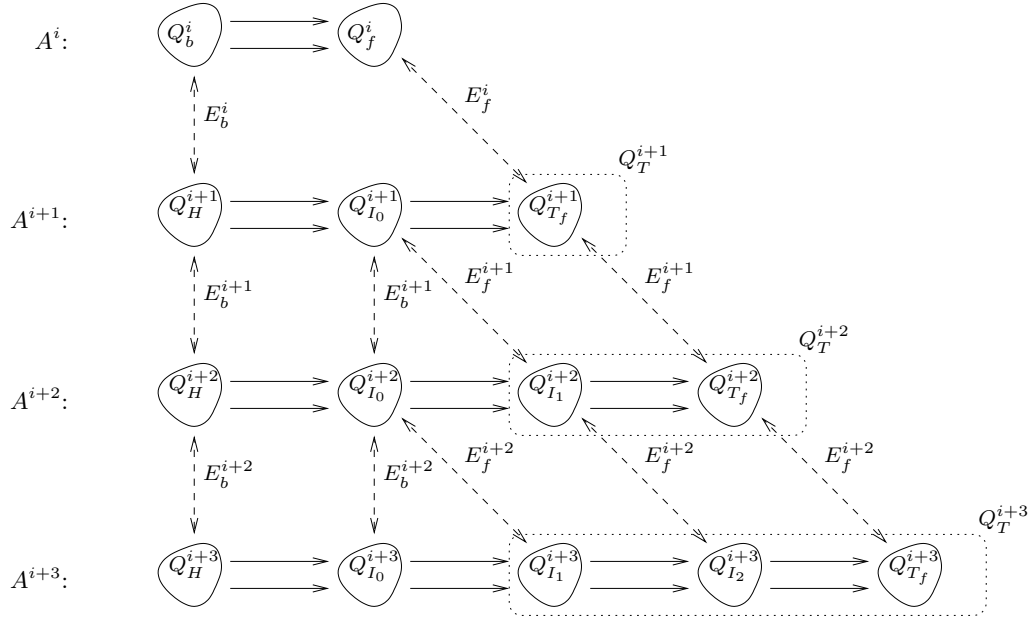 A^i: Q_b^i Q_f^i
E_b^i E_f^i
Q_T^{i+1}
A^{i+1}: Q_H^{i+1} Q_{I_0}^{i+1} Q_{T_f}^{i+1}
E_b^{i+1} E_b^{i+1} E_f^{i+1} E_f^{i+1}
Q_T^{i+2}
A^{i+2}: Q_H^{i+2} Q_{I_0}^{i+2} Q_{I_1}^{i+2} Q_{T_f}^{i+2}
E_b^{i+2} E_b^{i+2} E_f^{i+2} E_f^{i+2} E_f^{i+2}
Q_T^{i+3}
A^{i+3}: Q_H^{i+3} Q_{I_0}^{i+3} Q_{I_1}^{i+3} Q_{I_2}^{i+3} Q_{T_f}^{i+3}